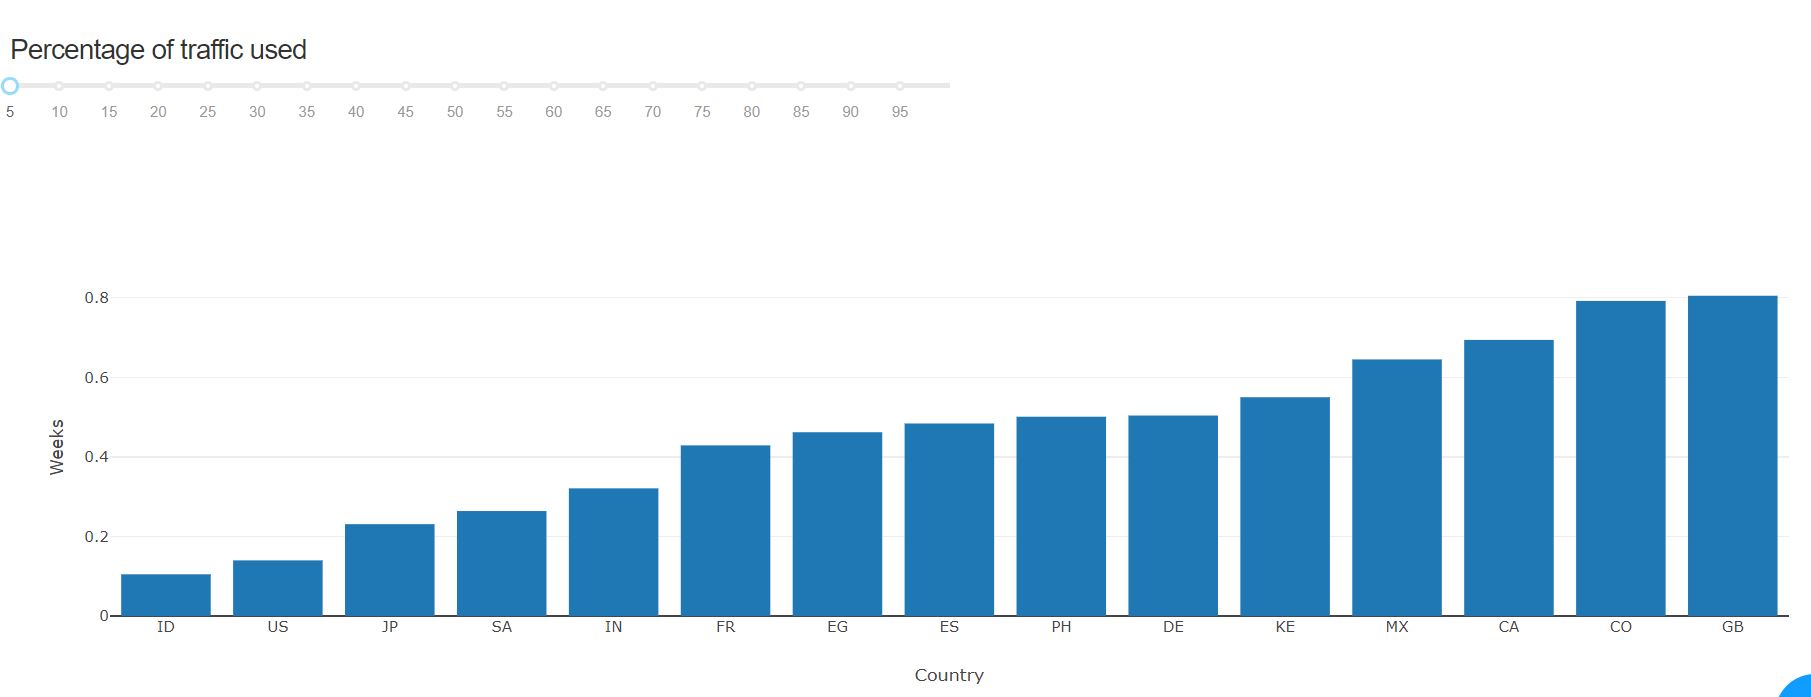 Percentage of traffic used
5 10 15 20 25 30 35 40 45 50 55 60 65 70 75 80 85 90 95
0.8
0.6
0.4
0.2
0
Weeks
ID US JP SA IN FR EG ES PH DE KE MX CA CO GB
Country